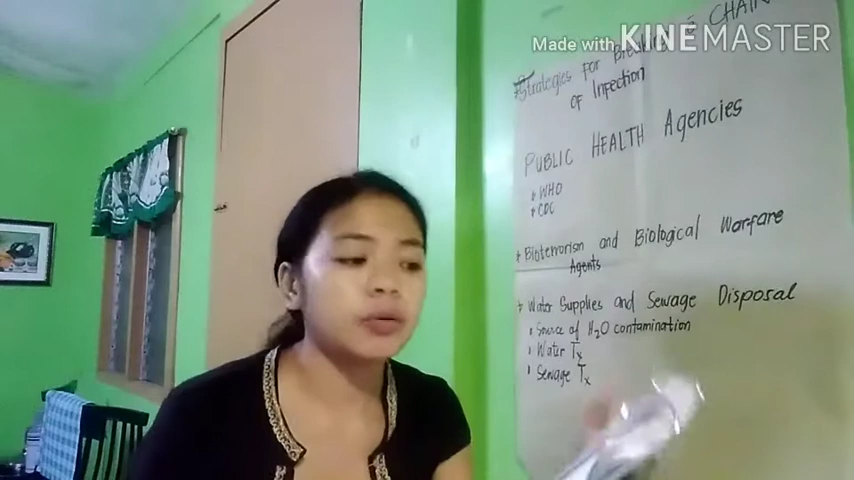 Made with KINEMASTER
CHAIN
*Strategies For
OF Infection
PUBLIC HEALTH Agencies
* WHO
* CDC
* Bioterrorism and Biological Warfare
Agents
* Water Supplies and Sewage Disposal
Source of H₂O contamination
Water Tx
Sewage Tx